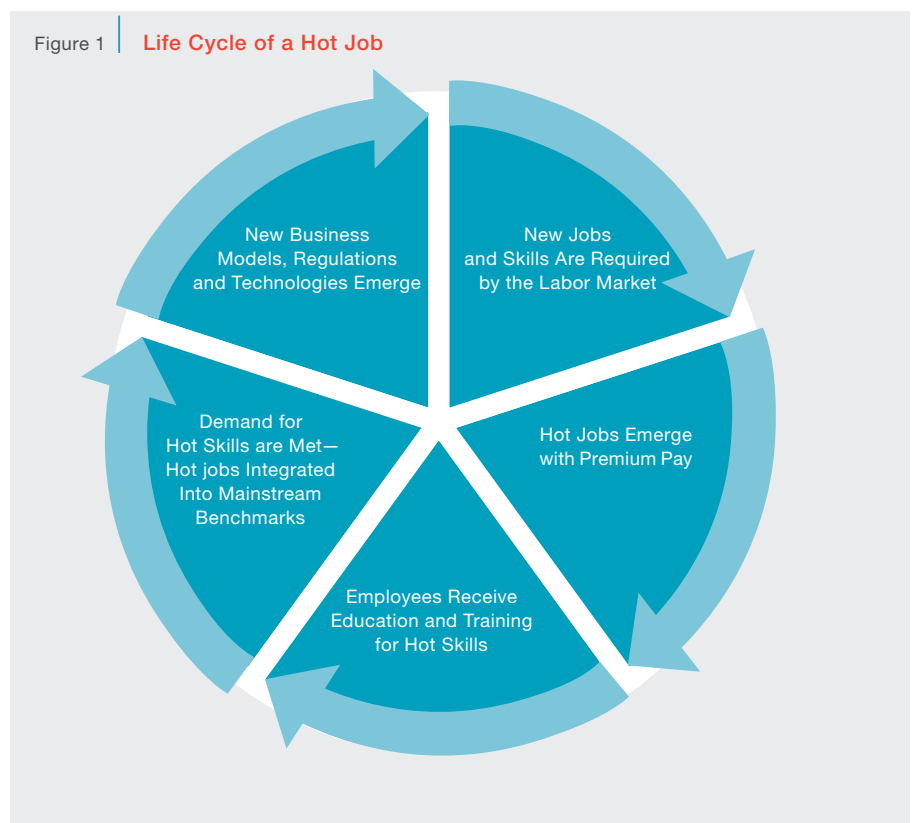 Figure 1
Life Cycle of a Hot Job
New Business
Models, Regulations
and Technologies Emerge
New Jobs
and Skills Are Required
by the Labor Market
Hot Jobs Emerge
with Premium Pay
Employees Receive
Education and Training
for Hot Skills
Demand for
Hot Skills are Met—
Hot jobs Integrated
Into Mainstream
Benchmarks